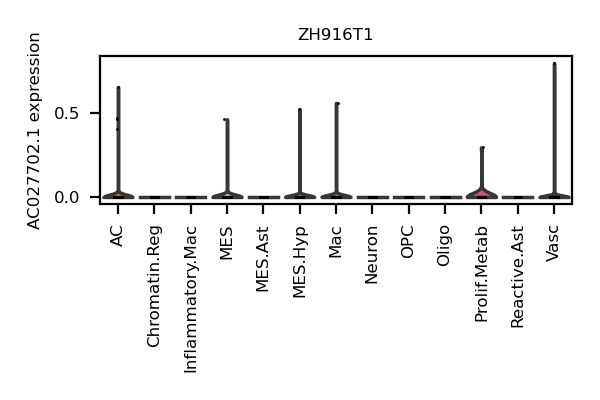 ZH916T1
AC027702.1 expression
0.5
0.0
AC
Chromatin.Reg
Inflammatory.Mac
MES
MES.Ast
MES.Hyp
Mac
Neuron
OPC
Oligo
Prolif.Metab
Reactive.Ast
Vasc